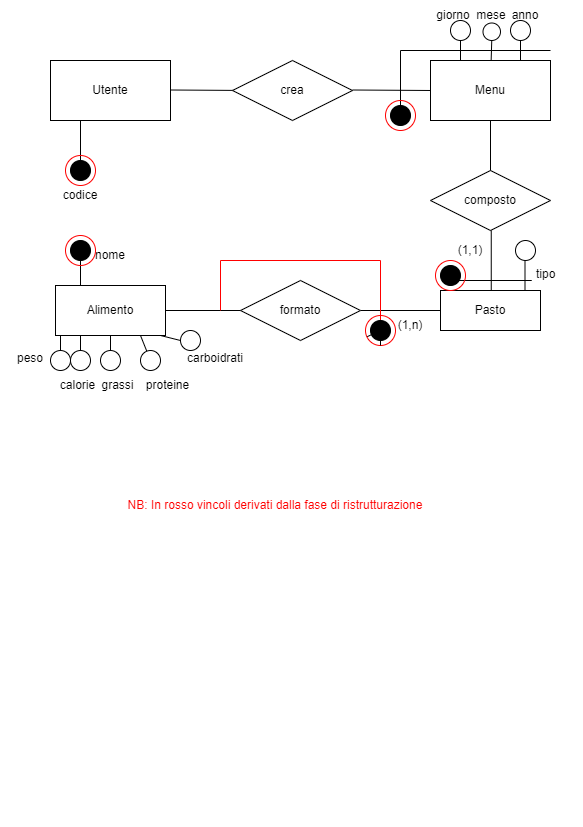 giorno mese anno
Utente
crea
Menu
codice
composto
nome
(1,1)
tipo
Alimento
formato
Pasto
(1,n)
peso
carboidrati
calorie grassi proteine
NB: In rosso vincoli derivati dalla fase di ristrutturazione